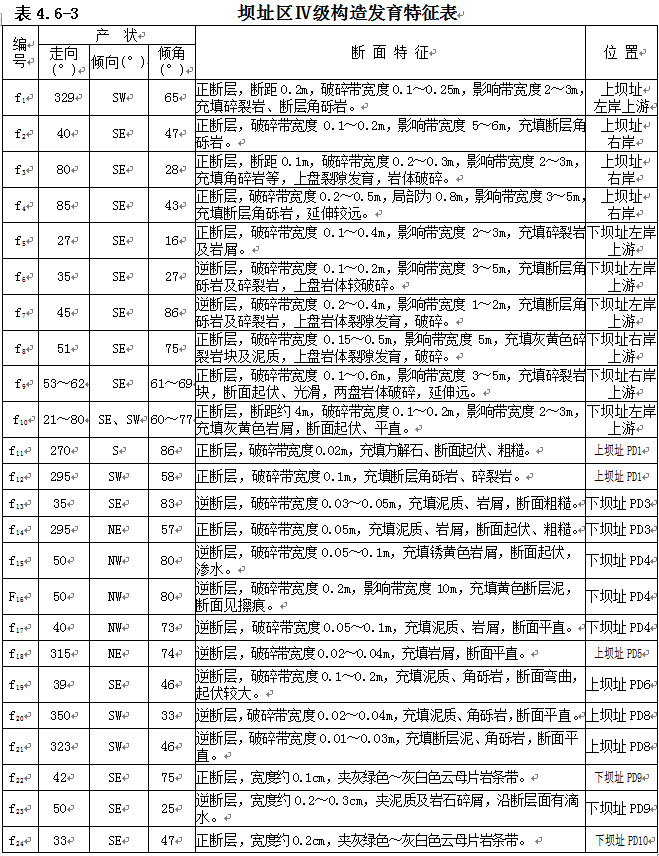 表 4.6-3 坝址区Ⅳ级构造发育特征表
编号 产 状 断 面 特 征 位 置
走向(°) 倾向(°) 倾角(°)
f1 329 SW 65 正断层，断距 0.2m，破碎带宽度 0.1～0.25m，影响带宽度 2～3m，充填碎裂岩、断层角砾岩。 上坝址左岸上游
f2 40 SE 47 正断层，破碎带宽度 0.1～0.2m，影响带宽度 5～6m，充填断层角砾岩。 上坝址右岸
f3 80 SE 28 正断层，断距 0.1m，破碎带宽度 0.2～0.3m，影响带宽度 2～3m，充填角碎岩等，上盘裂隙发育，岩体破碎。 上坝址右岸
f4 85 SE 43 正断层，破碎带宽度 0.2～0.5m，局部为 0.8m，影响带宽度 3～5m，充填断层角砾岩，延伸较远。 上坝址右岸
f5 27 SE 16 正断层，破碎带宽度 0.1～0.4m，影响带宽度 2～3m，充填碎裂岩及岩屑。 下坝址左岸上游
f6 35 SE 27 逆断层，破碎带宽度 0.1～0.2m，影响带宽度 3～5m，充填断层角砾岩及碎裂岩，上盘岩体较破碎。 下坝址左岸上游
f7 45 SE 86 逆断层，破碎带宽度 0.2～0.4m，影响带宽度 1～2m，充填断层角砾岩及碎裂岩，上盘岩体裂隙发育，破碎。 下坝址左岸上游
f8 51 SE 75 正断层，破碎带宽度 0.15～0.5m，影响带宽度 5m，充填灰黄色碎裂岩块及泥质，上盘岩体裂隙发育，破碎。 下坝址右岸上游
f9 53～62 SE 61～69 正断层，破碎带宽度 0.1～0.6m，影响带宽度 3～5m，充填碎裂岩块，断面起伏、光滑，两盘岩体破碎，延伸远。 下坝址右岸上游
f10 21～80 SE、SW 60～77 正断层，断距约 4m，破碎带宽度 0.1～0.2m，影响带宽度 2～3m，充填灰黄色岩屑，断面起伏、平直。 下坝址左岸上游
f11 270 S 86 正断层，破碎带宽度 0.02m，充填方解石、断面起伏、粗糙。 上坝址 PD1
f12 295 SW 58 正断层，破碎带宽度 0.1m，充填断层角砾岩、碎裂岩。 上坝址 PD1
f13 35 SE 83 逆断层，破碎带宽度 0.03～0.05m，充填泥质、岩屑，断面粗糙。 下坝址 PD3
f14 295 NE 57 正断层，破碎带宽度 0.05m，充填泥质、岩屑，断面起伏、粗糙。 下坝址 PD3
f15 50 NW 80 逆断层，破碎带宽度 0.05～0.1m，充填锈黄色岩屑，断面起伏，渗水。 下坝址 PD4
F16 50 NW 80 逆断层，破碎带宽度 0.2m，影响带宽度 10m，充填黄色断层泥，断面见擦痕。 下坝址 PD4
f17 40 NW 73 逆断层，破碎带宽度 0.05～0.1m，充填泥质、岩屑，断面平直。 下坝址 PD4
f18 315 NE 74 逆断层，破碎带宽度 0.02～0.04m，充填岩屑，断面平直。 上坝址 PD5
f19 39 SE 46 逆断层，破碎带宽度 0.1～0.2m，充填泥质、角砾岩，断面弯曲，起伏较大。 上坝址 PD6
f20 350 SW 33 逆断层，破碎带宽度 0.02～0.04m，充填泥质、角砾岩，断面平直。 上坝址 PD8
f21 323 SW 46 逆断层，破碎带宽度 0.01～0.03m，充填断层泥、角砾岩，断面平直。 上坝址 PD8
f22 42 SE 75 正断层，宽度约 0.1cm，夹灰绿色～灰白色云母片岩条带。 下坝址 PD9
f23 50 SE 25 逆断层，宽度约 0.2～0.3cm，夹泥质及岩石碎屑，沿断层面有滴水。 下坝址 PD9
f24 33 SE 47 正断层，宽度约 0.2cm，夹灰绿色～灰白色云母片岩条带。 下坝址 PD10